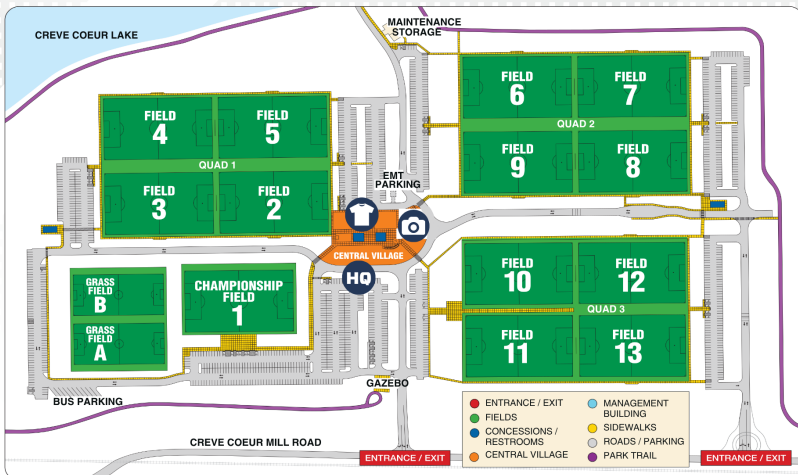 CREVE COEUR LAKE
MAINTENANCE
STORAGE
FIELD
4
FIELD
5
QUAD 1
FIELD
3
FIELD
2
FIELD
6
FIELD
7
QUAD 2
FIELD
9
FIELD
8
EMT
PARKING
CENTRAL VILLAGE
HQ
GRASS
FIELD
B
GRASS
FIELD
A
CHAMPIONSHIP
FIELD
1
FIELD
10
FIELD
12
QUAD 3
FIELD
11
FIELD
13
BUS PARKING
GAZEBO
CREVE COEUR MILL ROAD
ENTRANCE / EXIT
ENTRANCE / EXIT
FIELDS
CONCESSIONS /
RESTROOMS
CENTRAL VILLAGE
MANAGEMENT
BUILDING
SIDEWALKS
ROADS / PARKING
PARK TRAIL
ENTRANCE / EXIT